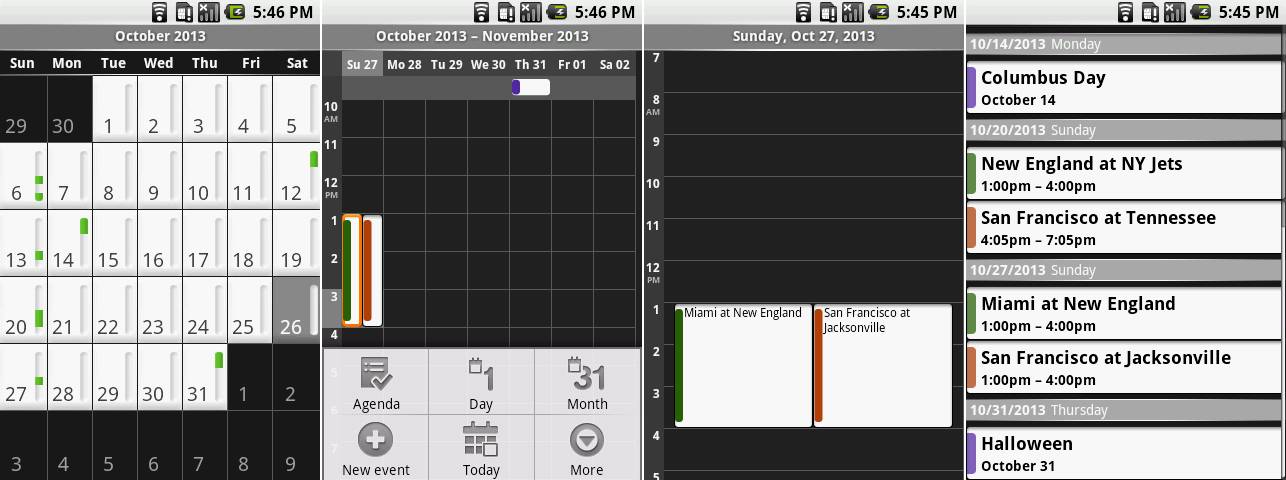 5:46 PM
October 2013
Sun Mon Tue Wed Thu Fri Sat
29 30 1 2 3 4 5
6 7 8 9 10 11 12
13 14 15 16 17 18 19
20 21 22 23 24 25 26
27 28 29 30 31 1 2
3 4 5 6 7 8 9
5:46 PM
October 2013 – November 2013
Su 27 Mo 28 Tu 29 We 30 Th 31 Fr 01 Sa 02
10
AM
11
12
PM
1
2
3
4
5
6
7
Agenda
1
Day
31
Month
New event
Today
More
5:45 PM
Sunday, Oct 27, 2013
7
8
AM
9
10
11
12
PM
1
Miami at New England
San Francisco at
Jacksonville
2
3
4
5
5:45 PM
10/14/2013 Monday
Columbus Day
October 14
10/20/2013 Sunday
New England at NY Jets
1:00pm – 4:00pm
San Francisco at Tennessee
4:05pm – 7:05pm
10/27/2013 Sunday
Miami at New England
1:00pm – 4:00pm
San Francisco at Jacksonville
1:00pm – 4:00pm
10/31/2013 Thursday
Halloween
October 31